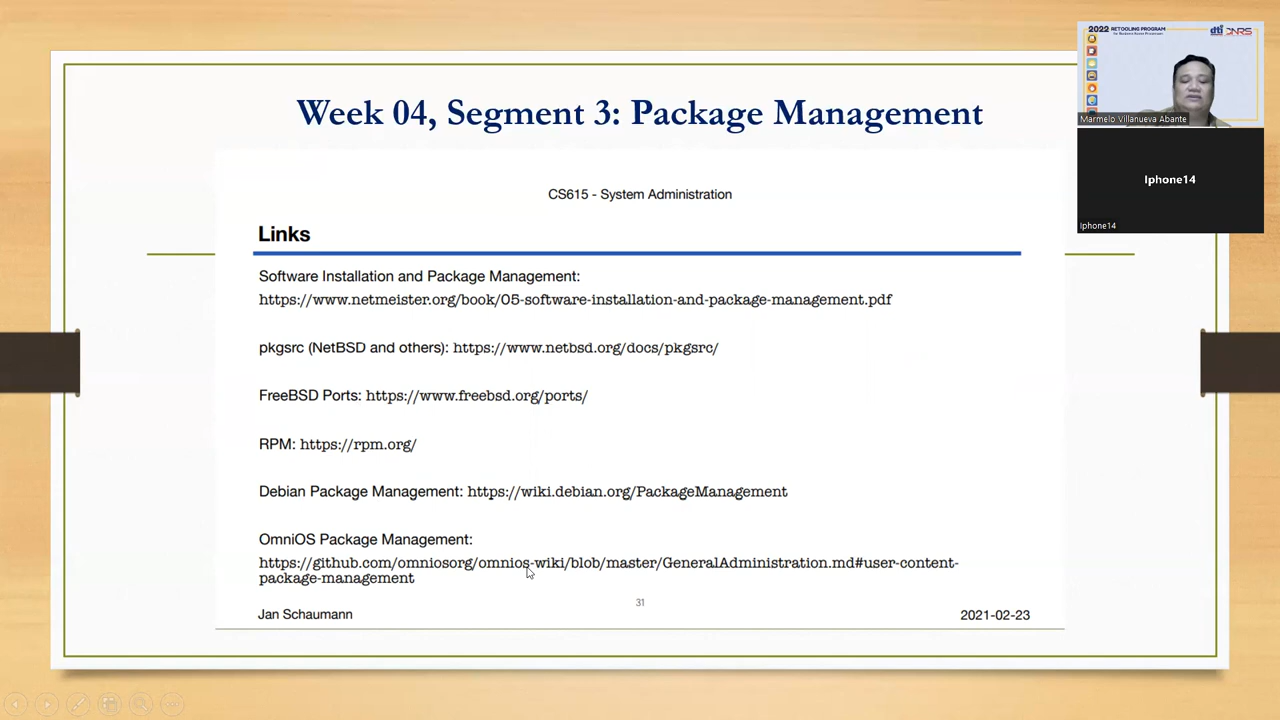 Week 04, Segment 3: Package Management
CS615 - System Administration
Links
Software Installation and Package Management:
https://www.netmeister.org/book/05-software-installation-and-package-management.pdf
pkgsrc (NetBSD and others): https://www.netbsd.org/docs/pkgsrc/
FreeBSD Ports: https://www.freebsd.org/ports/
RPM: https://rpm.org/
Debian Package Management: https://wiki.debian.org/PackageManagement
OmniOS Package Management:
https://github.com/omniosorg/omnios-wiki/blob/master/GeneralAdministration.md#user-content-
package-management
31
Jan Schaumann
2021-02-23
2022 RETOOLING PROGRAM
dti CNRS
Marmelo Villanueva Abante
Iphone14
Iphone14